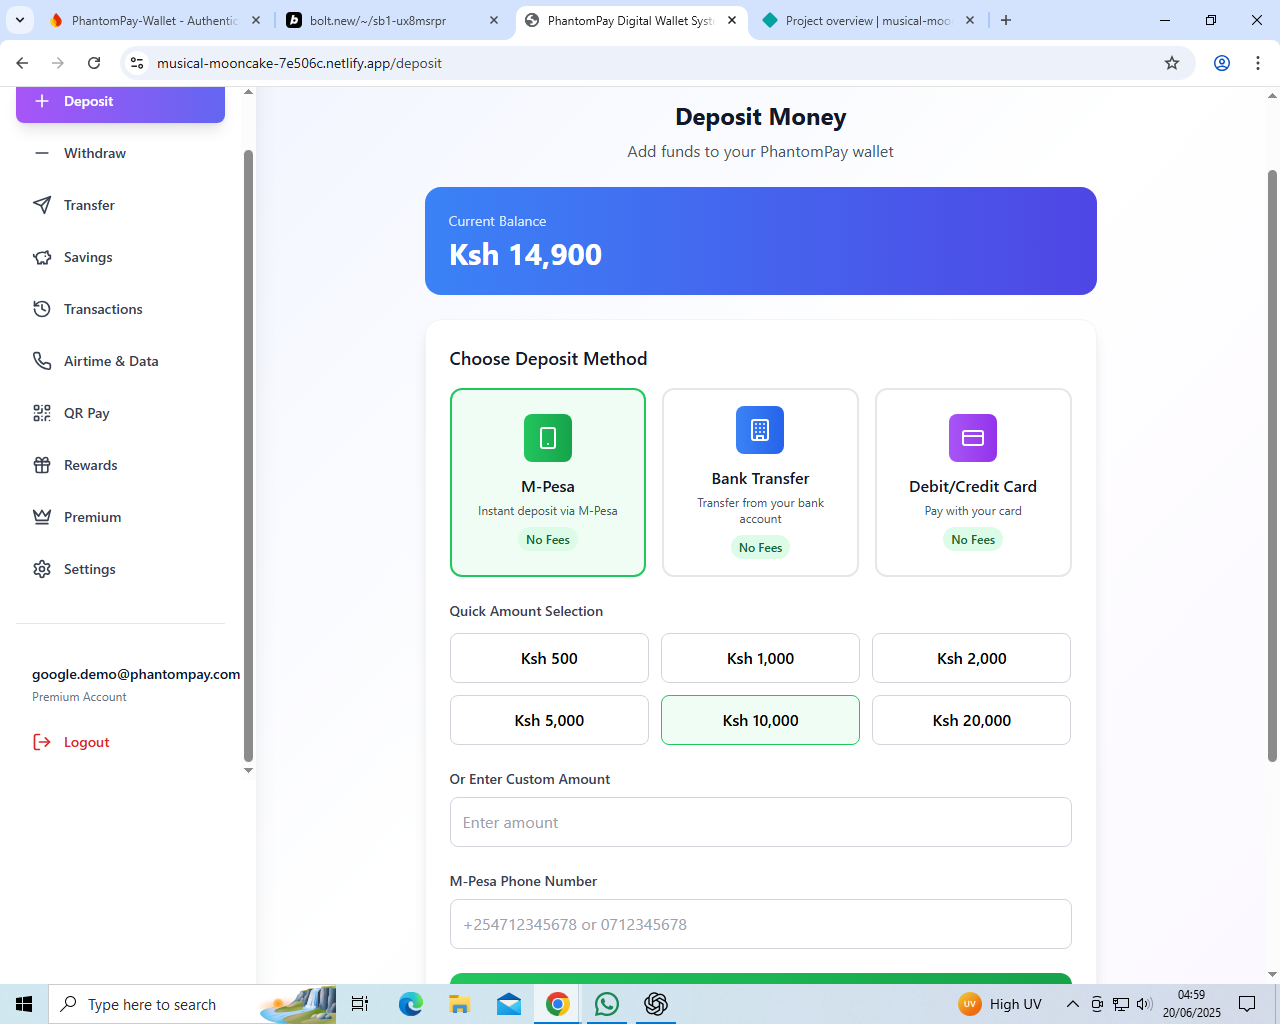 PhantomPay-Wallet - Authentic
bolt.new/~/sb1-ux8msrpr
PhantomPay Digital Wallet Syst
Project overview | musical-moo
musical-mooncake-7e506c.netlify.app/deposit
Deposit
Withdraw
Transfer
Savings
Transactions
Airtime & Data
QR Pay
Rewards
Premium
Settings
google.demo@phantompay.com
Premium Account
Logout
Deposit Money
Add funds to your PhantomPay wallet
Current Balance
Ksh 14,900
Choose Deposit Method
M-Pesa
Instant deposit via M-Pesa
No Fees
Bank Transfer
Transfer from your bank
account
No Fees
Debit/Credit Card
Pay with your card
No Fees
Quick Amount Selection
Ksh 500
Ksh 1,000
Ksh 2,000
Ksh 5,000
Ksh 10,000
Ksh 20,000
Or Enter Custom Amount
Enter amount
M-Pesa Phone Number
+254712345678 or 0712345678
Type here to search
UV
High UV
04:59
20/06/2025